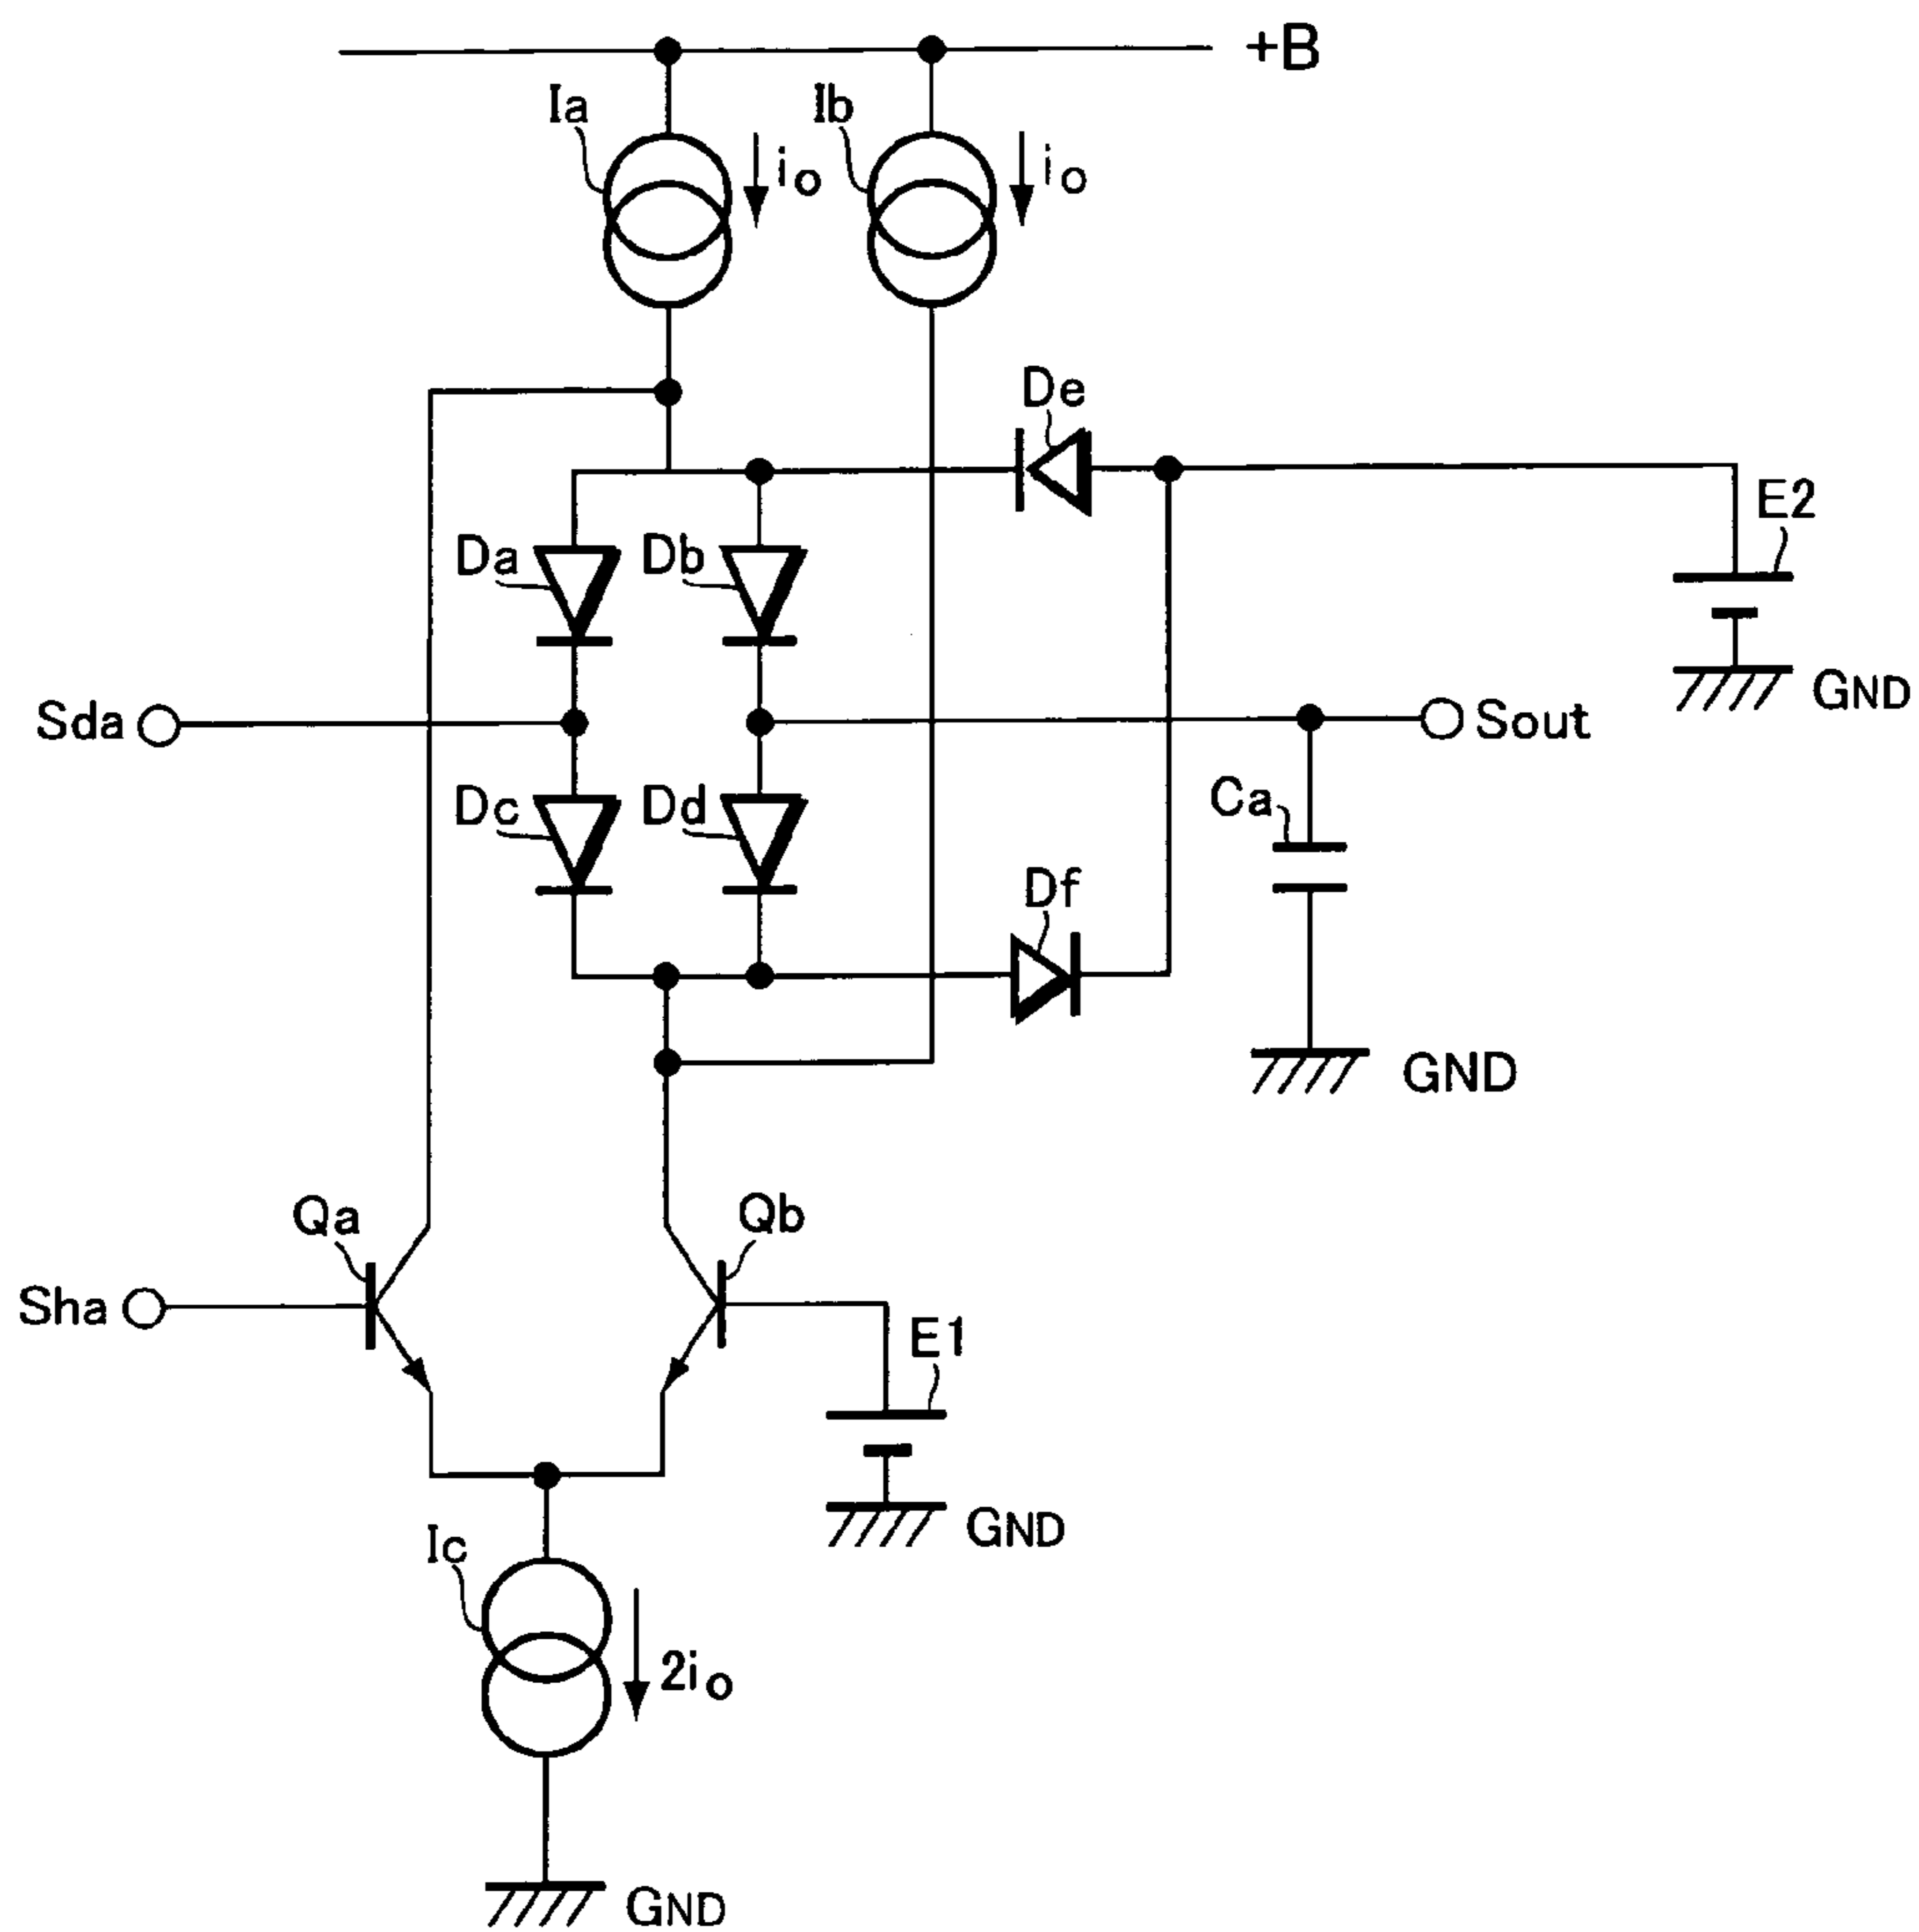 +B
Ia
io
Ib
io
De
E2
Da
Db
GND
Sda
Sout
Dc
Dd
Ca
Df
GND
Qa
Qb
Sha
E1
GND
Ic
2io
GND